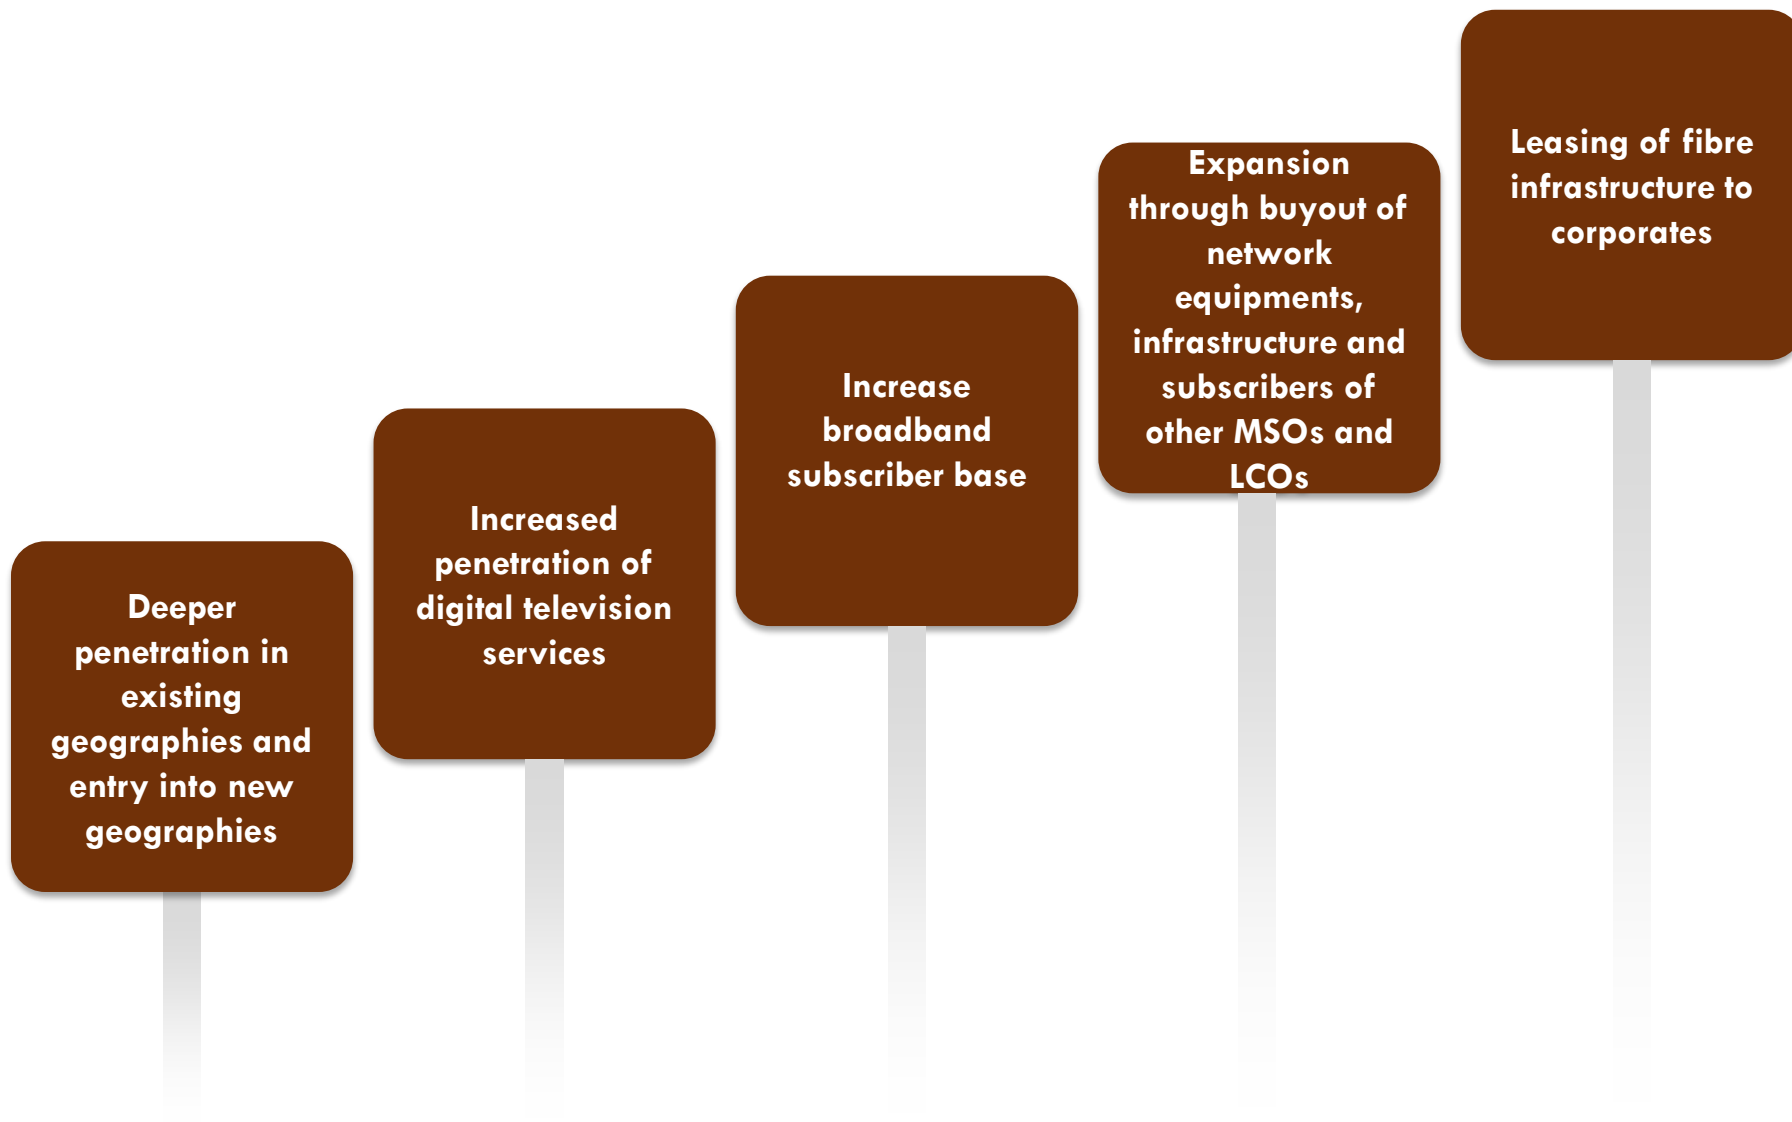 Deeper
penetration in
existing
geographies and
entry into new
geographies
Increased
penetration of
digital television
services
Increase
broadband
subscriber base
Expansion
through buyout of
network
equipments,
infrastructure and
subscribers of
other MSOs and
LCOs
Leasing of fibre
infrastructure to
corporates